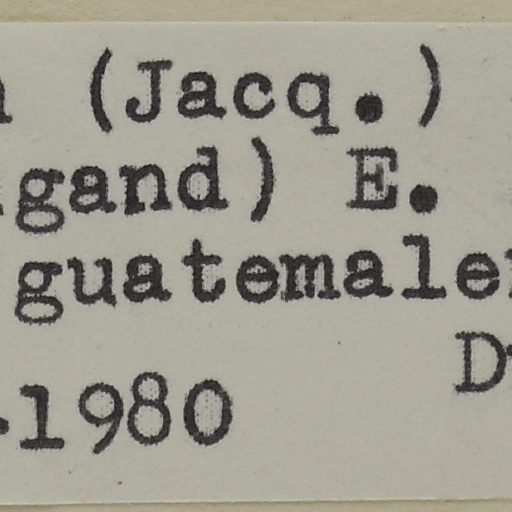 (Jacq.)
gand) E.
guatemale
D
.1980